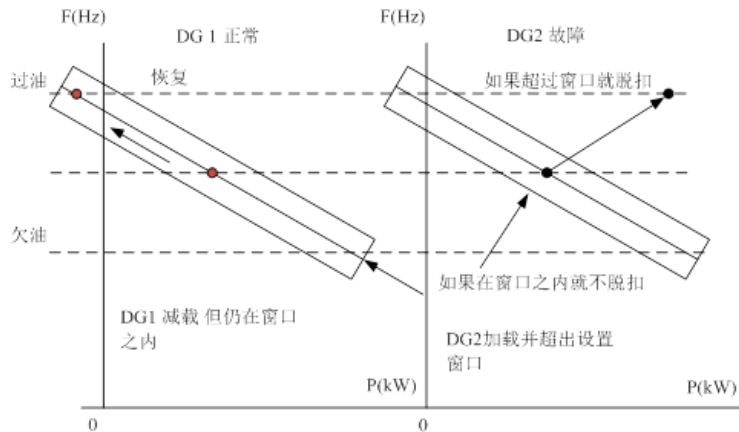 F(Hz)
DG 1 正常
F(Hz)
DG2 故障
过油
恢复
如果超过窗口就脱扣
欠油
如果在窗口之内就不脱扣
DG1 减载 但仍在窗口
之内
DG2加载并超出设置
窗口
P(kW)
P(kW)
0
0